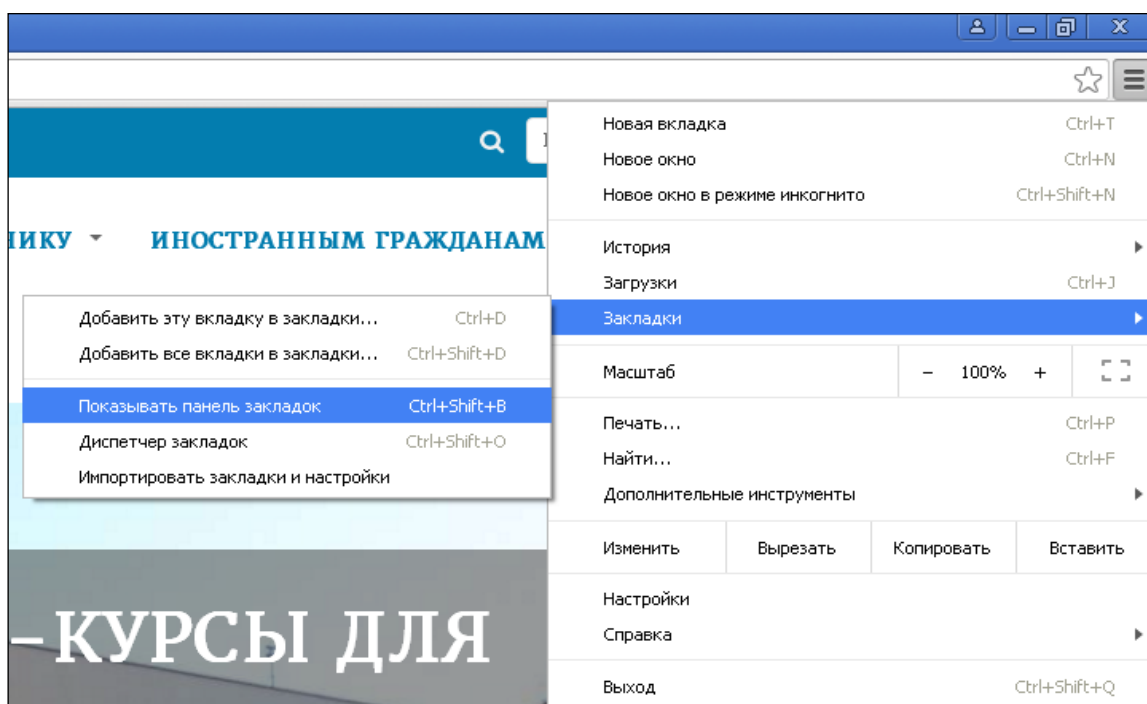 НИКУ
ИНОСТРАННЫМ ГРАЖДАНАМ
Добавить эту вкладку в закладки... Ctrl+D
Добавить все вкладки в закладки... Ctrl+Shift+D
Показывать панель закладок Ctrl+Shift+B
Диспетчер закладок Ctrl+Shift+O
Импортировать закладки и настройки
– КУРСЫ ДЛЯ
Новая вкладка Ctrl+T
Новое окно Ctrl+N
Новое окно в режиме инкогнито Ctrl+Shift+N
История
Загрузки Ctrl+J
Закладки
Масштаб – 100% +
Печать... Ctrl+P
Найти... Ctrl+F
Дополнительные инструменты
Изменить Вырезать Копировать Вставить
Настройки
Справка
Выход Ctrl+Shift+Q